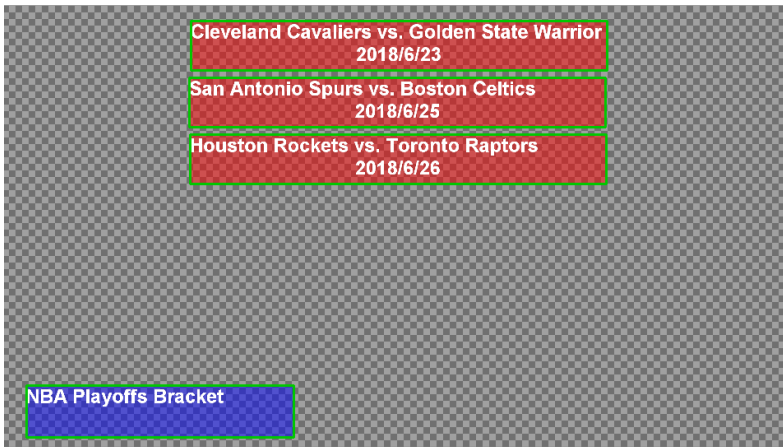 Cleveland Cavaliers vs. Golden State Warrior
2018/6/23
San Antonio Spurs vs. Boston Celtics
2018/6/25
Houston Rockets vs. Toronto Raptors
2018/6/26
NBA Playoffs Bracket